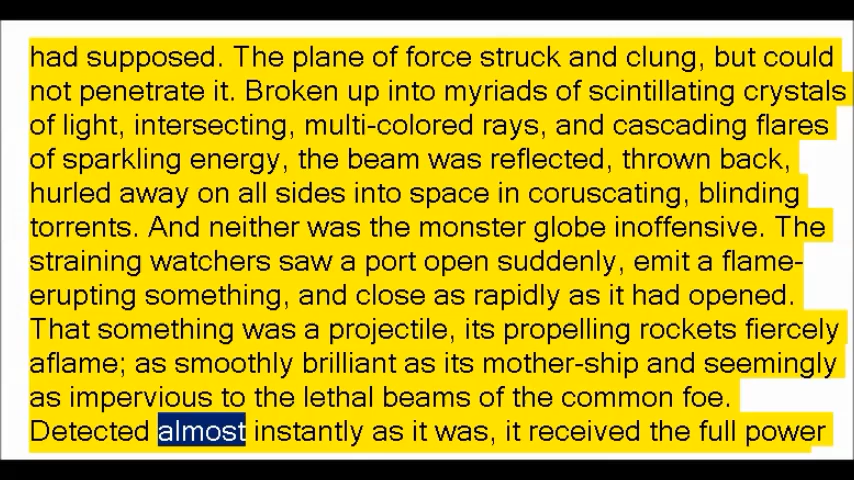 had supposed. The plane of force struck and clung, but could
not penetrate it. Broken up into myriads of scintillating crystals
of light, intersecting, multi-colored rays, and cascading flares
of sparkling energy, the beam was reflected, thrown back,
hurled away on all sides into space in coruscating, blinding
torrents. And neither was the monster globe inoffensive. The
straining watchers saw a port open suddenly, emit a flame-
erupting something, and close as rapidly as it had opened.
That something was a projectile, its propelling rockets fiercely
aflame; as smoothly brilliant as its mother-ship and seemingly
as impervious to the lethal beams of the common foe.
Detected almost instantly as it was, it received the full power